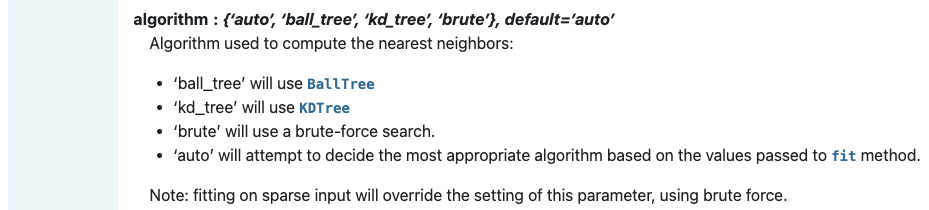 algorithm : {‘auto’, ‘ball_tree’, ‘kd_tree’, ‘brute’}, default=’auto’
Algorithm used to compute the nearest neighbors:
• ‘ball_tree’ will use BallTree
• ‘kd_tree’ will use KDTree
• ‘brute’ will use a brute-force search.
• ‘auto’ will attempt to decide the most appropriate algorithm based on the values passed to fit method.
Note: fitting on sparse input will override the setting of this parameter, using brute force.